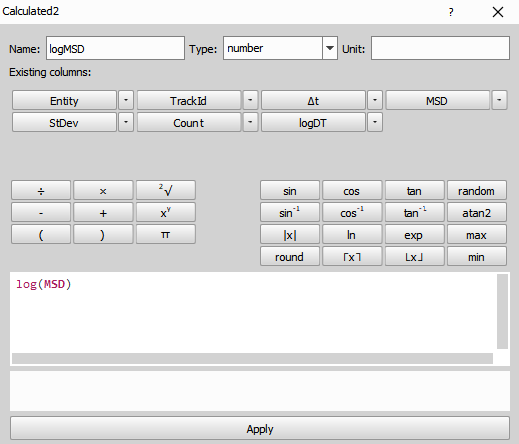 Calculated2 ? ×
Name: logMSD Type: number Unit:
Existing columns:
Entity TrackId Δt MSD
StDev Count logDT
÷ × ²√ sin cos tan random
- + xʸ sin⁻¹ cos⁻¹ tan⁻¹ atan2
( ) π |x| ln exp max
round ⌈x⌉ ⌊x⌋ min
log(MSD)
Apply